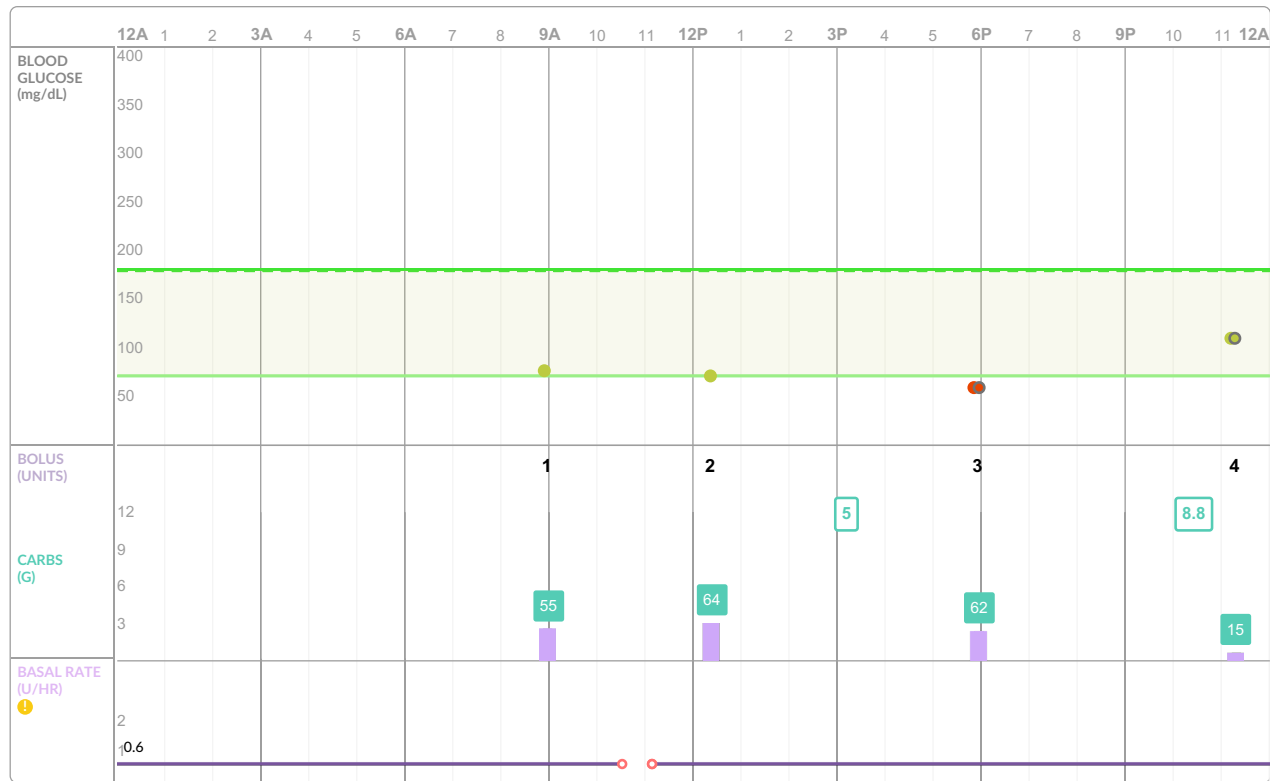 12A 1 2 3A 4 5 6A 7 8 9A 10 11 12P 1 2 3P 4 5 6P 7 8 9P 10 11 12A
BLOOD
GLUCOSE
(mg/dL)
400
350
300
250
200
150
100
50
BOLUS
(UNITS)
1 2 3 4
12
5 8.8
9
CARBS
(G)
6
55 64 62 15
3
BASAL RATE
(U/HR)
!
2
1
0.6